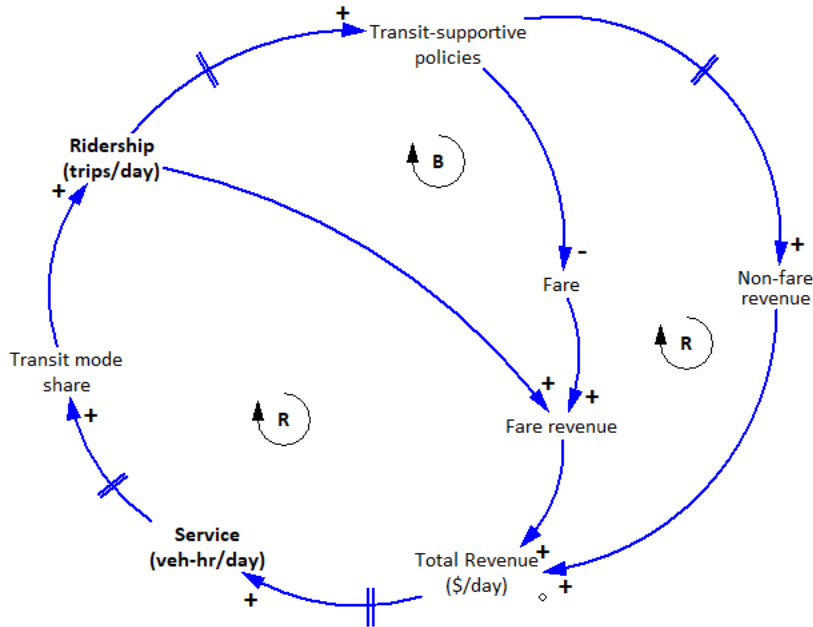 +
Transit-supportive
policies
Ridership
(trips/day)
+
B
-
Fare
+
Non-fare
revenue
R
Transit mode
share
+
+
+
Fare revenue
R
Service
(veh-hr/day)
+
Total Revenue
($/day)
+
+